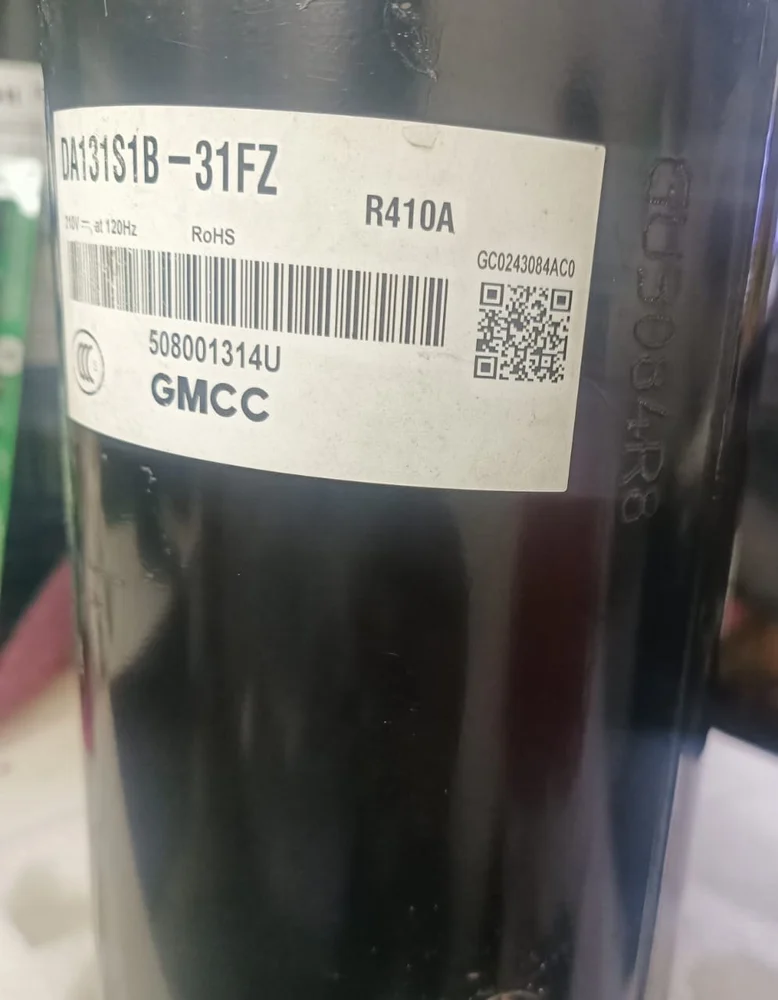 DA131S1B-31FZ
R410A
at 120Hz
RoHS
GC0243084AC0
508001314U
GMCC